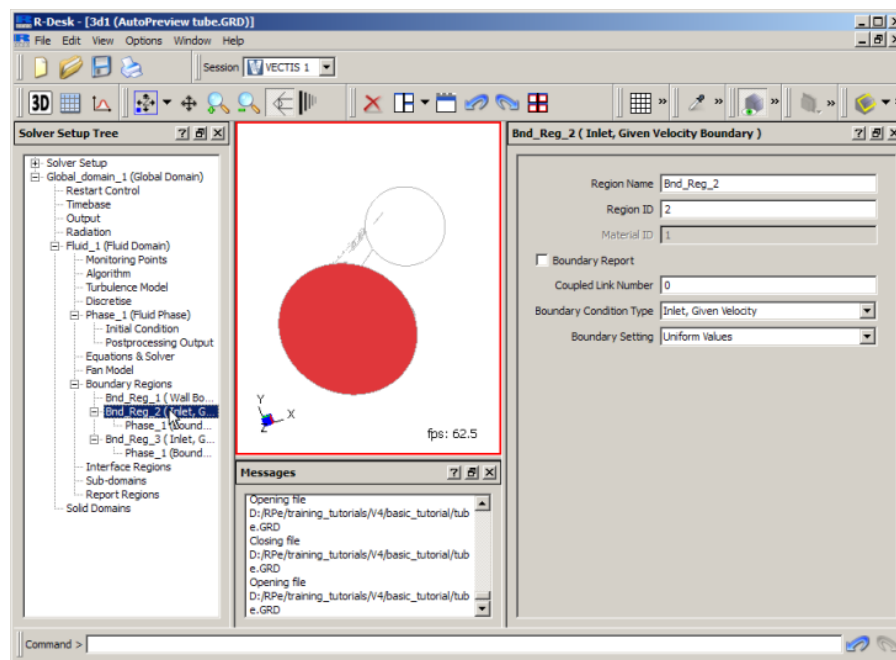 R-Desk - [3d1 (AutoPreview tube.GRD)]
File Edit View Options Window Help
Session VECTIS 1
3D
Solver Setup Tree
Solver Setup
Global_domain_1 (Global Domain)
Restart Control
Timebase
Output
Radiation
Fluid_1 (Fluid Domain)
Monitoring Points
Algorithm
Turbulence Model
Discretise
Phase_1 (Fluid Phase)
Initial Condition
Postprocessing Output
Equations & Solver
Fan Model
Boundary Regions
Bnd_Reg_1 ( Wall Bo...
Bnd_Reg_2 ( Inlet, G...
Phase_1 (Bound...
Bnd_Reg_3 ( Inlet, G...
Phase_1 (Bound...
Interface Regions
Sub-domains
Report Regions
Solid Domains
Y
X
Z
fps: 62.5
Messages
Opening file
D:/RPe/training_tutorials/V4/basic_tutorial/tub
e.GRD
Closing file
D:/RPe/training_tutorials/V4/basic_tutorial/tub
e.GRD
Opening file
D:/RPe/training_tutorials/V4/basic_tutorial/tub
e.GRD
Bnd_Reg_2 ( Inlet, Given Velocity Boundary )
Region Name Bnd_Reg_2
Region ID 2
Material ID 1
Boundary Report
Coupled Link Number 0
Boundary Condition Type Inlet, Given Velocity
Boundary Setting Uniform Values
Command >